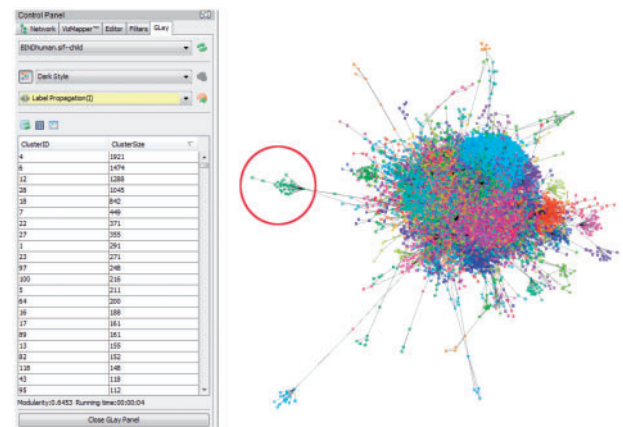 Control Panel
Network VizMapper™ Editor Filters GLay
BINDhuman.sif--child
Dark Style
Label Propagation(I)
ClusterID ClusterSize
4 1921
6 1474
12 1288
28 1045
18 842
7 449
22 371
27 355
1 291
23 271
97 248
100 216
5 211
64 200
16 188
17 161
89 161
13 155
82 152
118 148
43 118
95 112
Modularity:0.6453 Running time:00:00:04
Close GLay Panel